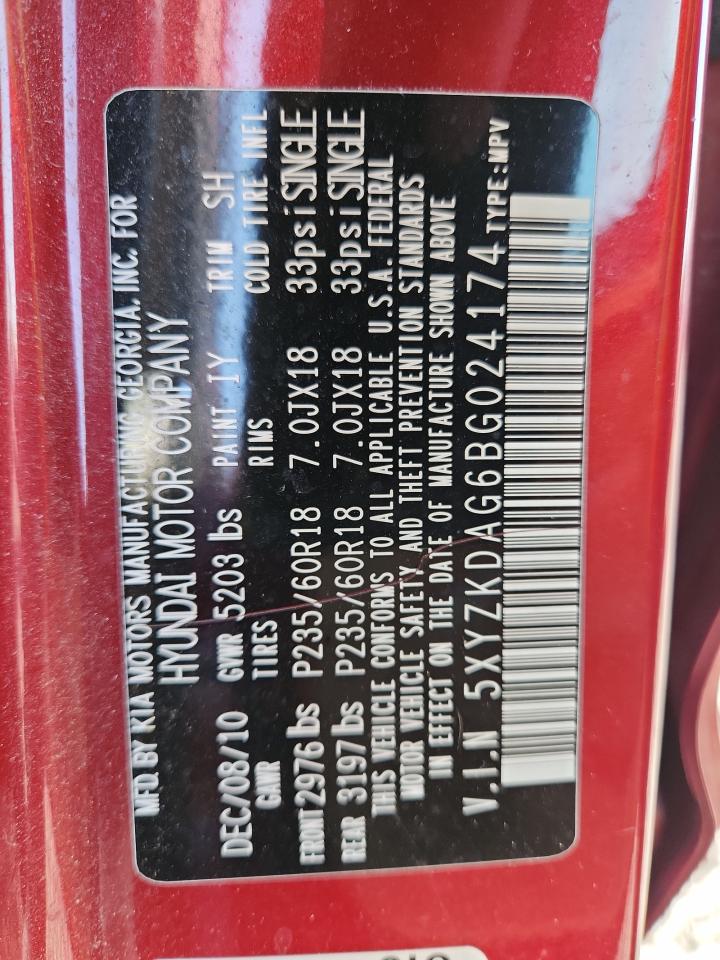 MFD. BY KIA MOTORS MANUFACTURING GEORGIA. INC. FOR
HYUNDAI MOTOR COMPANY
DEC/08/10 GVWR 5203 lbs PAINT IY TRIM SH
GAWR TIRES RIMS COLD TIRE INFL
FRONT 2976 lbs P235/60R18 7.0JX18 33psi SINGLE
REAR 3197 lbs P235/60R18 7.0JX18 33psi SINGLE
THIS VEHICLE CONFORMS TO ALL APPLICABLE U.S.A. FEDERAL
MOTOR VEHICLE SAFETY AND THEFT PREVENTION STANDARDS
IN EFFECT ON THE DATE OF MANUFACTURE SHOWN ABOVE
V.I.N 5XYZKDAG6BG024174 TYPE:MPV